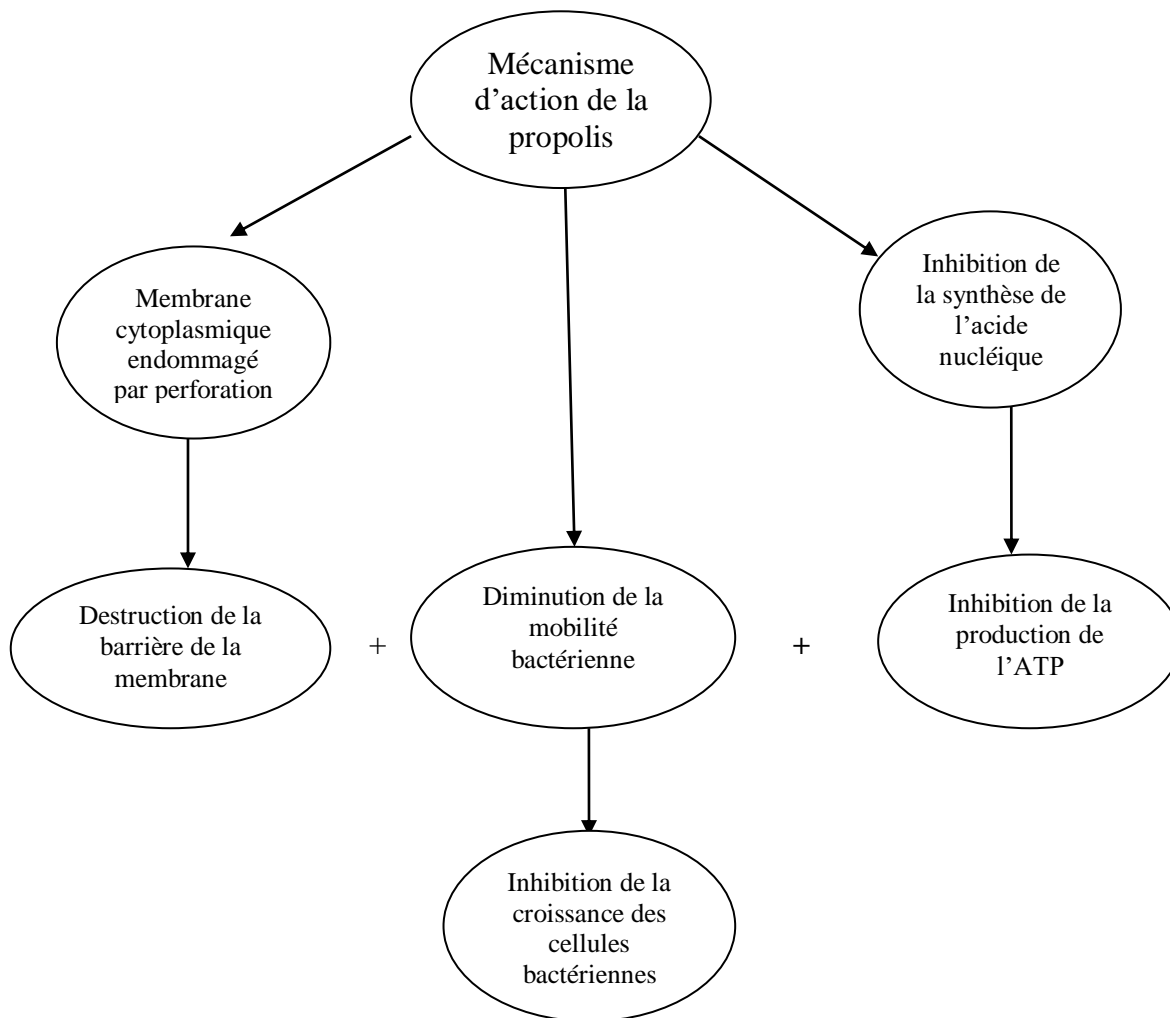 Mécanisme
d’action de la
propolis
Membrane
cytoplasmique
endommagé
par perforation
Inhibition de
la synthèse de
l’acide
nucléique
Destruction de la
barrière de la
membrane
+
Diminution de la
mobilité
bactérienne
+
Inhibition de la
production de
l’ATP
Inhibition de la
croissance des
cellules
bactériennes